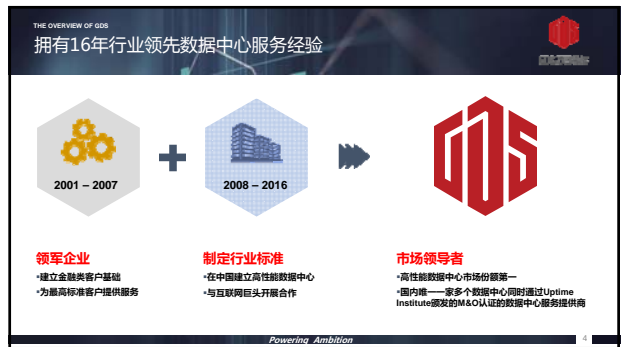 THE OVERVIEW OF GDS
拥有16年行业领先数据中心服务经验
2001 – 2007
2008 – 2016
GDS
领军企业
▪建立金融类客户基础
▪为最高标准客户提供服务
制定行业标准
▪在中国建立高性能数据中心
▪与互联网巨头开展合作
市场领导者
▪高性能数据中心市场份额第一
▪国内唯一一家多个数据中心同时通过Uptime
Institute颁发的M&O认证的数据中心服务提供商
Powering Ambition
4